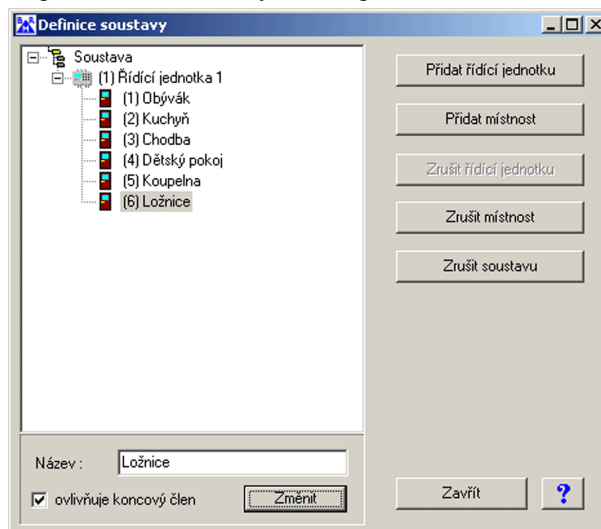 Definice soustavy
Soustava
(1) Řídící jednotka 1
(1) Obývák
(2) Kuchyň
(3) Chodba
(4) Dětský pokoj
(5) Koupelna
(6) Ložnice
Přidat řídící jednotku
Přidat místnost
Zrušit řídící jednotku
Zrušit místnost
Zrušit soustavu
Název :
Ložnice
ovlivňuje koncový člen
Změnit
Zavřít
?